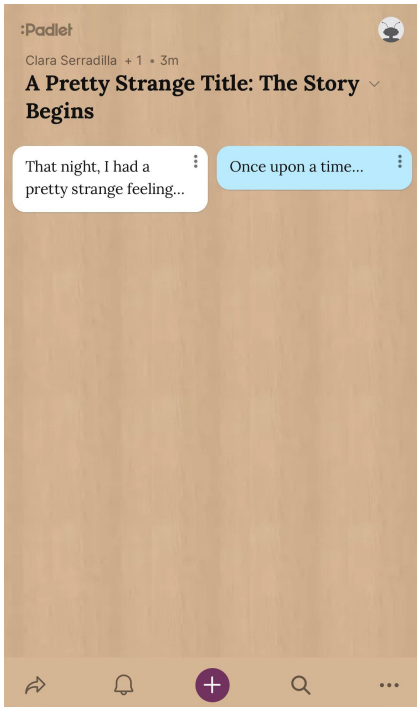 :Padlet
Clara Serradilla + 1 • 3m
A Pretty Strange Title: The Story
Begins
That night, I had a
pretty strange feeling...
Once upon a time...